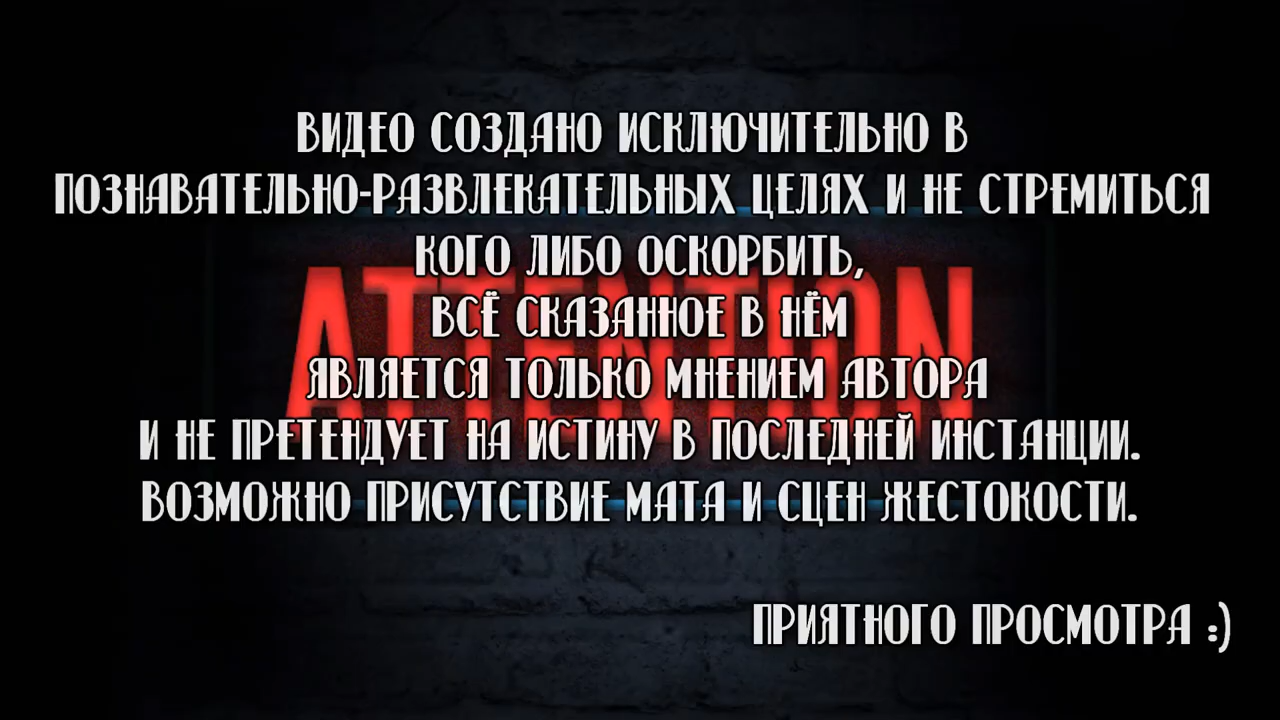 ВИДЕО СОЗДАНО ИСКЛЮЧИТЕЛЬНО В
ПОЗНАВАТЕЛЬНО-РАЗВЛЕКАТЕЛЬНЫХ ЦЕЛЯХ И НЕ СТРЕМИТЬСЯ
КОГО ЛИБО ОСКОРБИТЬ,
ATTENTION
ВСЁ СКАЗАННОЕ В НЁМ
ЯВЛЯЕТСЯ ТОЛЬКО МНЕНИЕМ АВТОРА
И НЕ ПРЕТЕНДУЕТ НА ИСТИНУ В ПОСЛЕДНЕЙ ИНСТАНЦИИ.
ВОЗМОЖНО ПРИСУТСТВИЕ МАТА И СЦЕН ЖЕСТОКОСТИ.
ПРИЯТНОГО ПРОСМОТРА :)